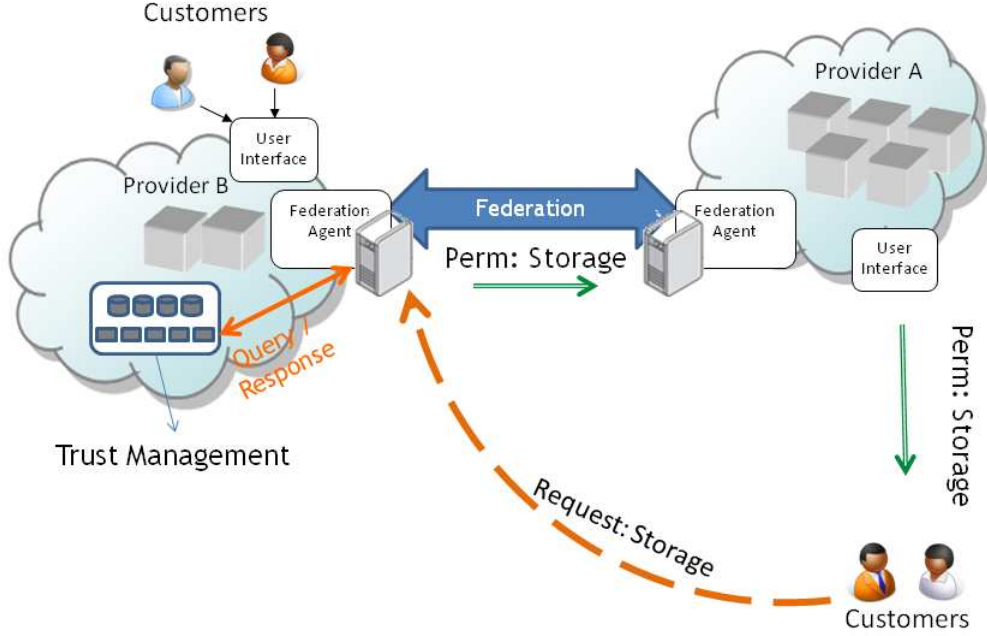 Customers
Provider A
User
Interface
Provider B
Federation
Agent
Federation
Federation
Agent
Perm: Storage
User
Interface
Query /
Response
Perm: Storage
Trust Management
Request: Storage
Customers